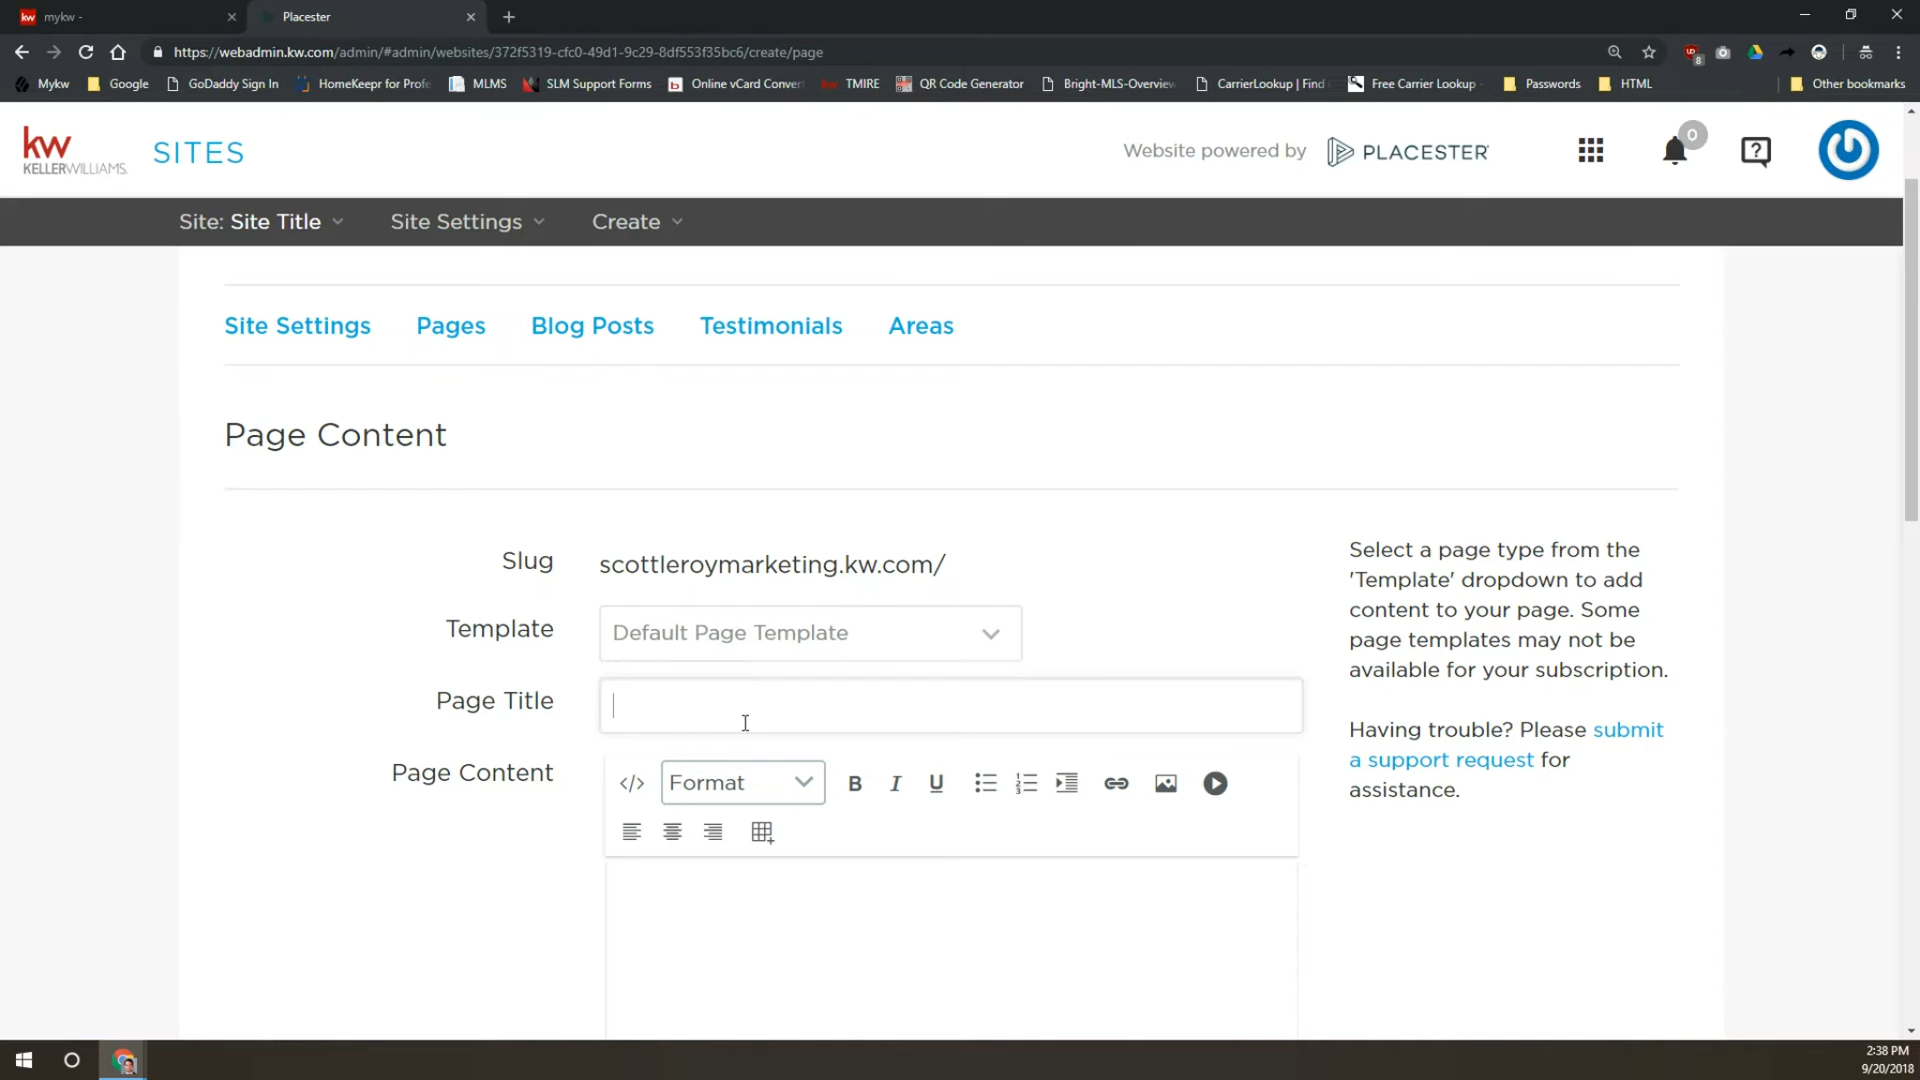 mykw -
Placester
https://webadmin.kw.com/admin/#admin/websites/372f5319-cfc0-49d1-9c29-8df553f35bc6/create/page
8
Mykw Google GoDaddy Sign In HomeKeepr for Profe MLMS SLM Support Forms Online vCard Conver TMIRE QR Code Generator Bright-MLS-Overview CarrierLookup | Find Free Carrier Lookup - Passwords HTML Other bookmarks
kw
KELLERWILLIAMS.
SITES
Website powered by PLACESTER
0
?
Site: Site Title Site Settings Create
Site Settings Pages Blog Posts Testimonials Areas
Page Content
Slug scottleroymarketing.kw.com/
Template Default Page Template
Page Title
Page Content </> Format B I U
Select a page type from the
'Template' dropdown to add
content to your page. Some
page templates may not be
available for your subscription.
Having trouble? Please submit
a support request for
assistance.
2:38 PM
9/20/2018